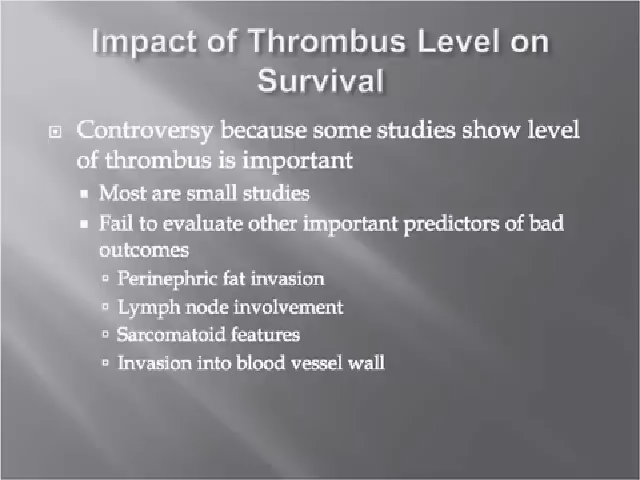 Impact of Thrombus Level on
Survival
Controversy because some studies show level
of thrombus is important
Most are small studies
Fail to evaluate other important predictors of bad
outcomes
Perinephric fat invasion
Lymph node involvement
Sarcomatoid features
Invasion into blood vessel wall